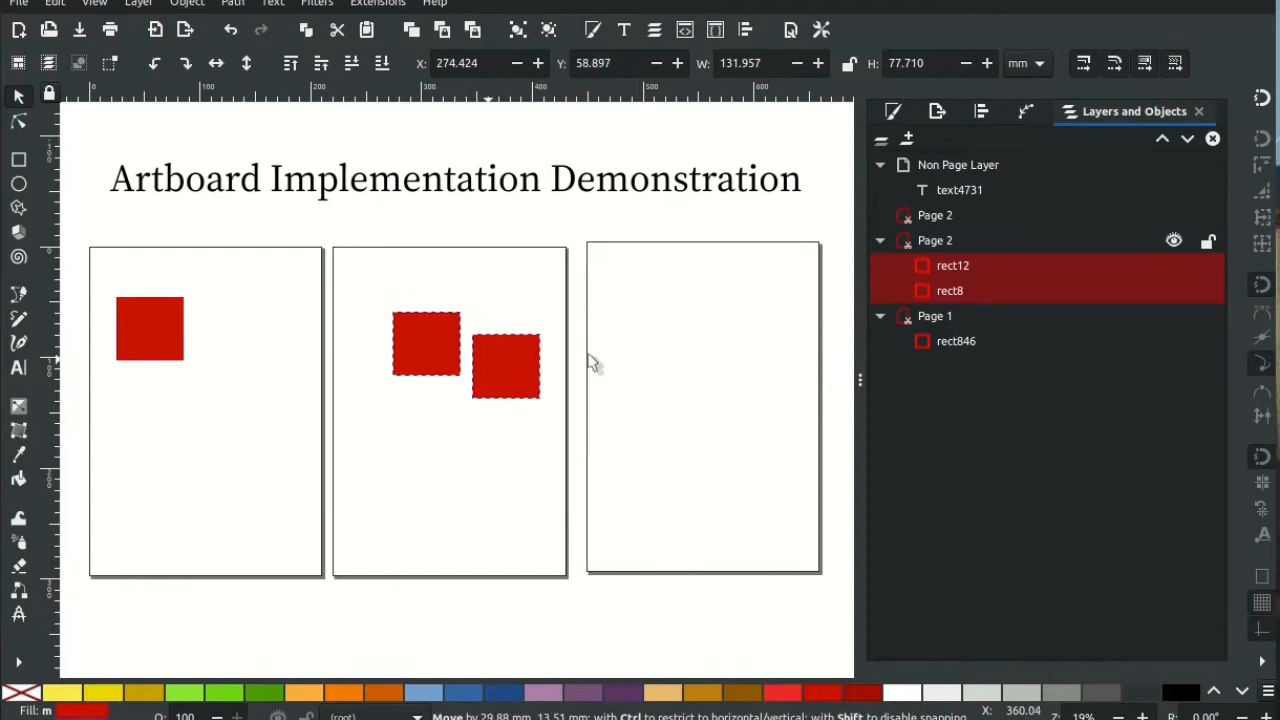 File Edit View Layer Object Path Text Filters Extensions Help
X: 274.424 Y: 58.897 W: 131.957 H: 77.710 mm
0 100 200 300 400 500 600
Layers and Objects
Artboard Implementation Demonstration
Non Page Layer
text4731
Page 2
Page 2
rect12
rect8
Page 1
rect846
Fill: m O: 100 (root) Move by 29.88 mm, 13.51 mm; with Ctrl to restrict to horizontal/vertical; with Shift to disable snapping X: 360.04 Z: 19% R: 0.00°